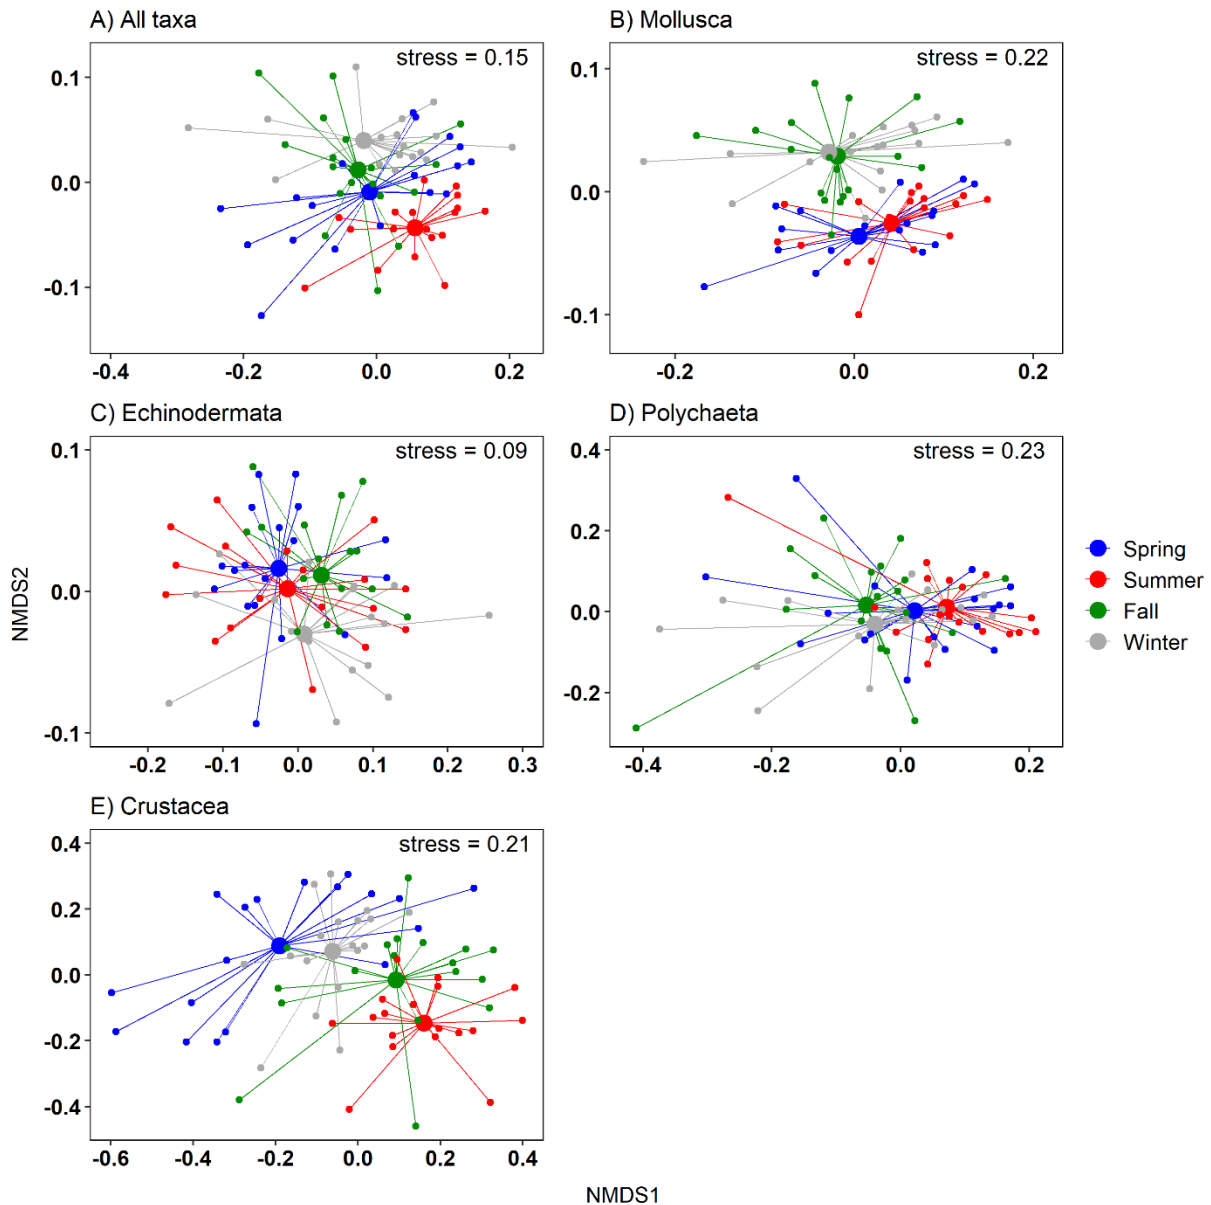 A) All taxa
stress = 0.15
0.1
0.0
-0.1
-0.4
-0.2
0.0
0.2
B) Mollusca
stress = 0.22
0.1
0.0
-0.1
-0.2
0.0
0.2
C) Echinodermata
stress = 0.09
0.1
0.0
-0.1
-0.2
-0.1
0.0
0.1
0.2
0.3
D) Polychaeta
stress = 0.23
0.4
0.2
0.0
-0.2
-0.4
-0.2
0.0
0.2
E) Crustacea
stress = 0.21
0.4
0.2
0.0
-0.2
-0.4
-0.6
-0.4
-0.2
0.0
0.2
0.4
NMDS2
NMDS1
Spring
Summer
Fall
Winter